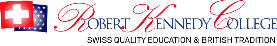 Robert Kennedy College
SWISS QUALITY EDUCATION & BRITISH TRADITION